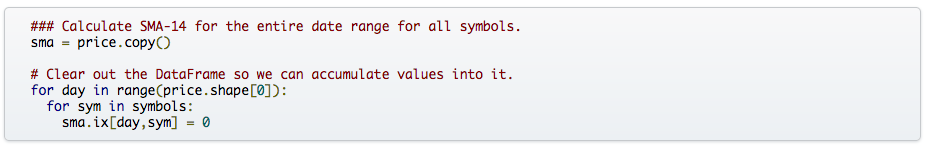 ### Calculate SMA-14 for the entire date range for all symbols.
sma = price.copy()
# Clear out the DataFrame so we can accumulate values into it.
for day in range(price.shape[0]):
  for sym in symbols:
    sma.ix[day,sym] = 0